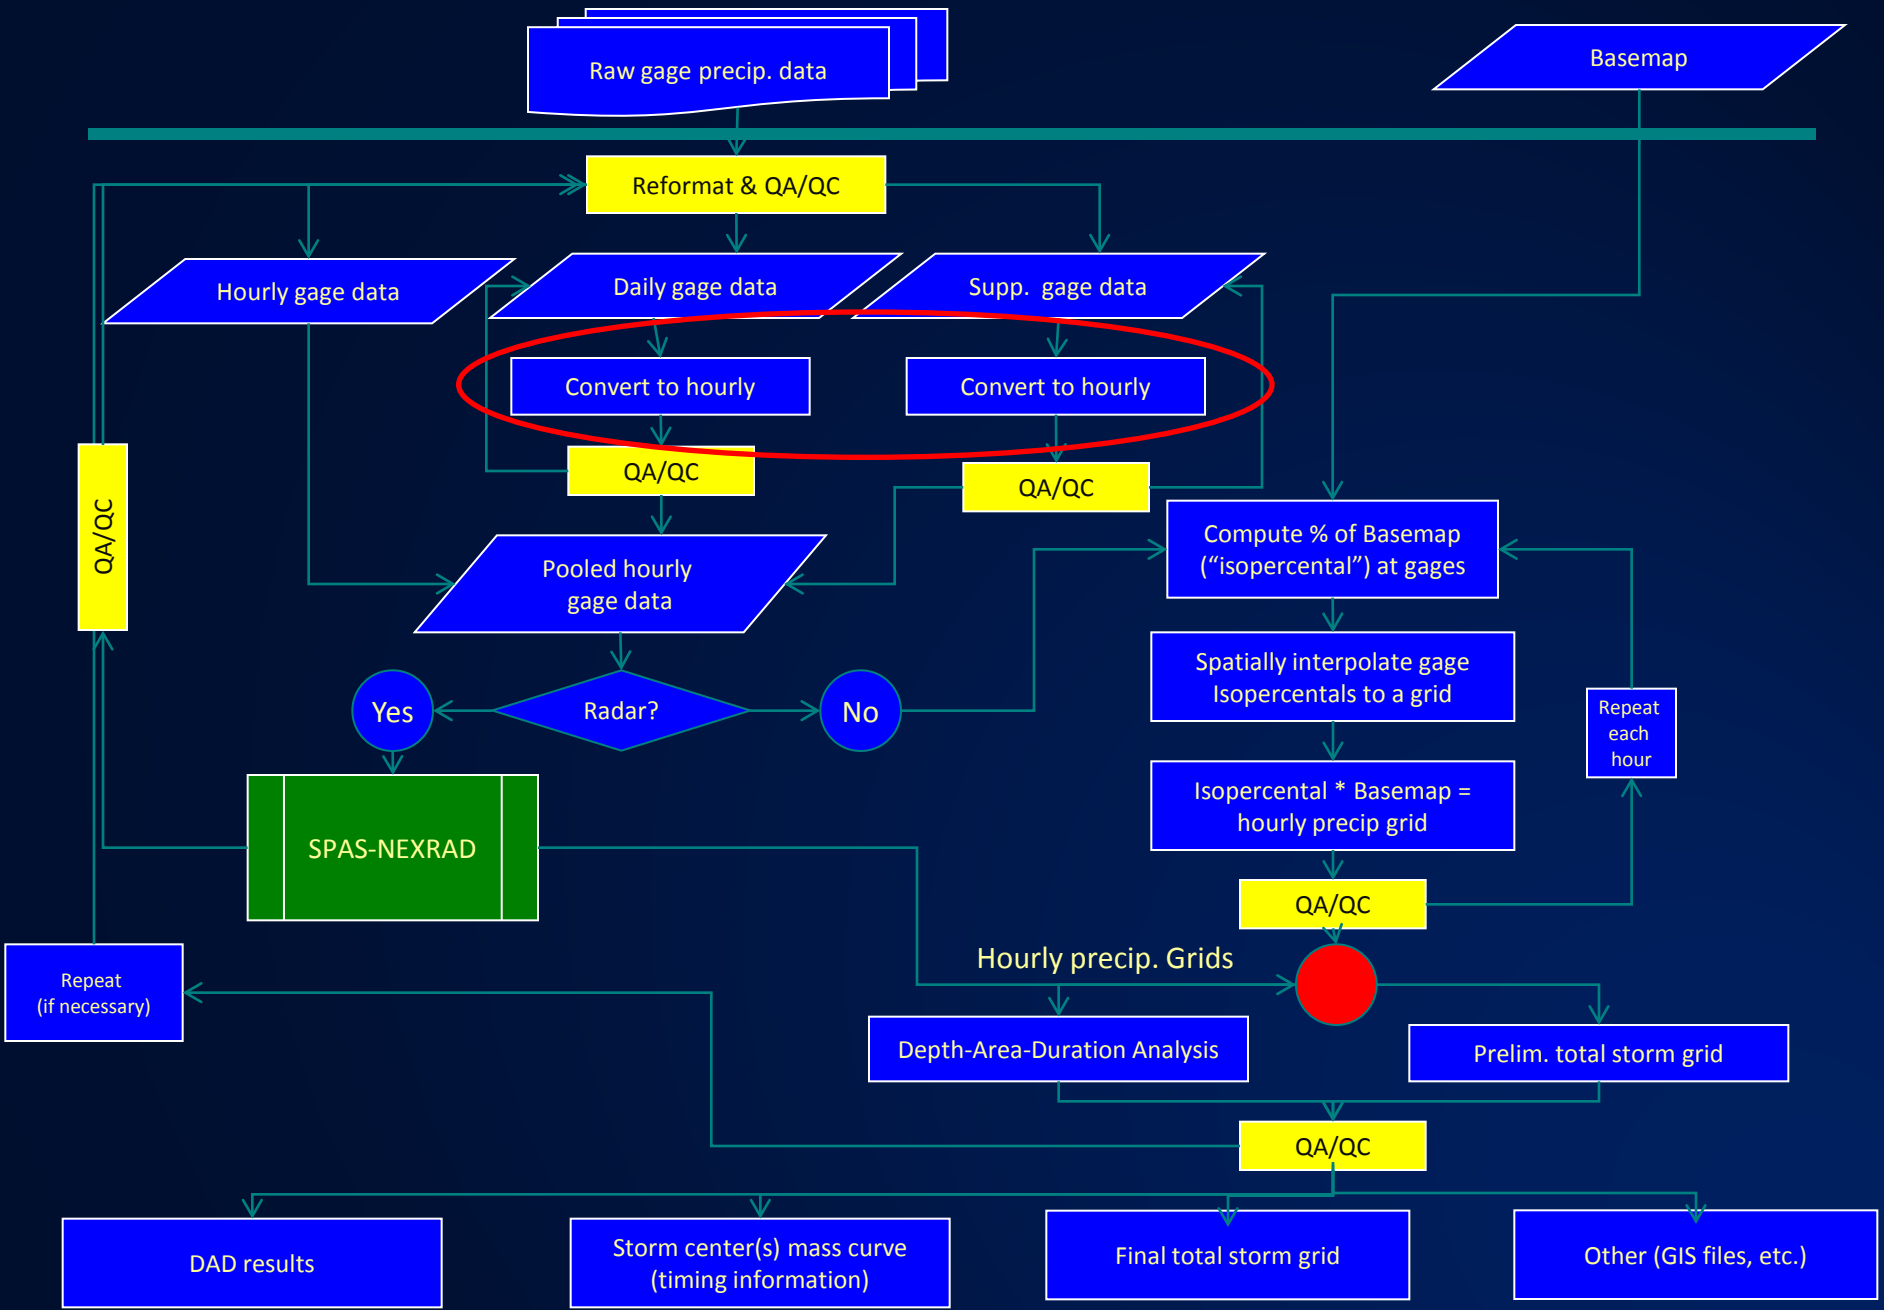 Raw gage precip. data
Basemap
Reformat & QA/QC
Hourly gage data
Daily gage data
Supp.  gage data
Convert to hourly
Convert to hourly
QA/QC
QA/QC
QA/QC
Compute % of Basemap
(“isopercental”) at gages
Pooled hourly
gage data
Spatially interpolate gage
Isopercentals to a grid
Yes
Radar?
No
Repeat
each
hour
Isopercental * Basemap =
hourly precip grid
SPAS-NEXRAD
QA/QC
Hourly precip. Grids
Repeat
(if necessary)
Depth-Area-Duration Analysis
Prelim. total storm grid
QA/QC
DAD results
Storm center(s) mass curve
(timing information)
Final total storm grid
Other (GIS files, etc.)